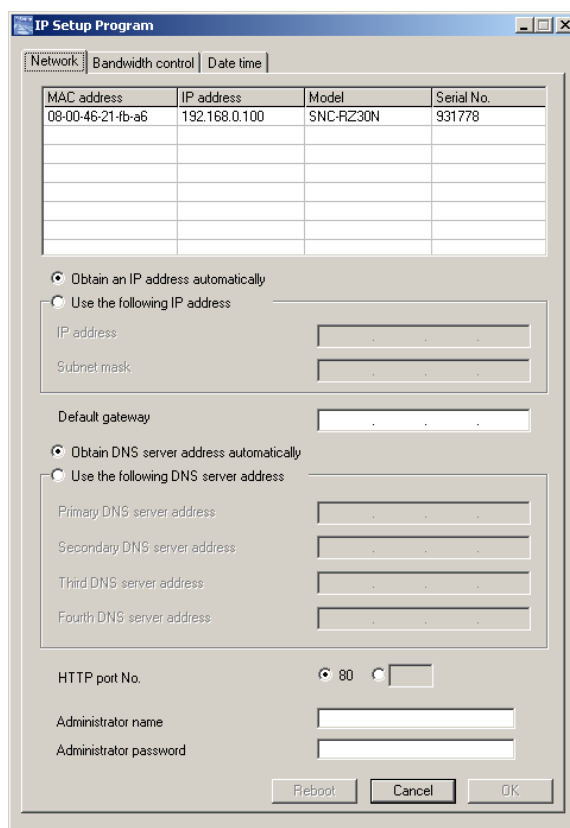 IP Setup Program
Network Bandwidth control Date time
MAC address IP address Model Serial No.
08-00-46-21-fb-a6 192.168.0.100 SNC-RZ30N 931778
Obtain an IP address automatically
Use the following IP address
IP address . . .
Subnet mask . . .
Default gateway . . .
Obtain DNS server address automatically
Use the following DNS server address
Primary DNS server address . . .
Secondary DNS server address . . .
Third DNS server address . . .
Fourth DNS server address . . .
HTTP port No. 80
Administrator name
Administrator password
Reboot Cancel OK